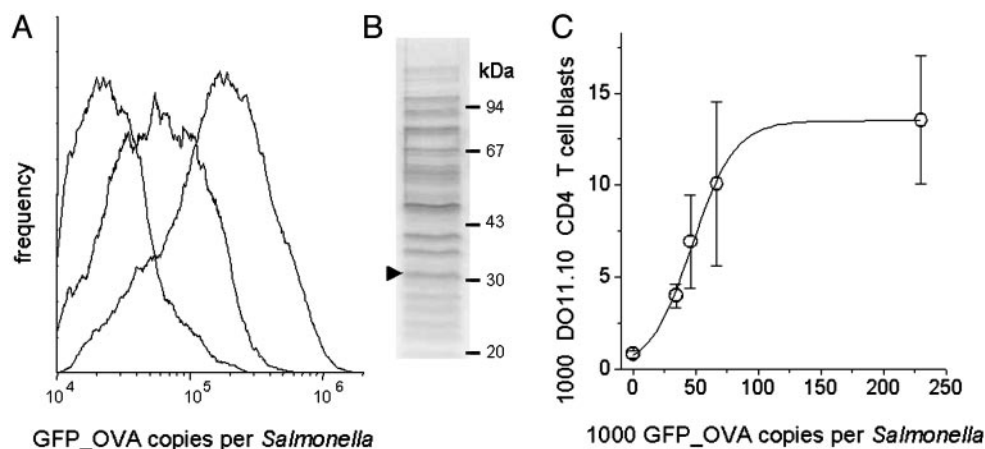 A
frequency
10^4
10^5
10^6
GFP_OVA copies per Salmonella
B
kDa
94
67
43
30
20
C
1000 DO11.10 CD4 T cell blasts
15
10
5
0
0
50
100
150
200
250
1000 GFP_OVA copies per Salmonella